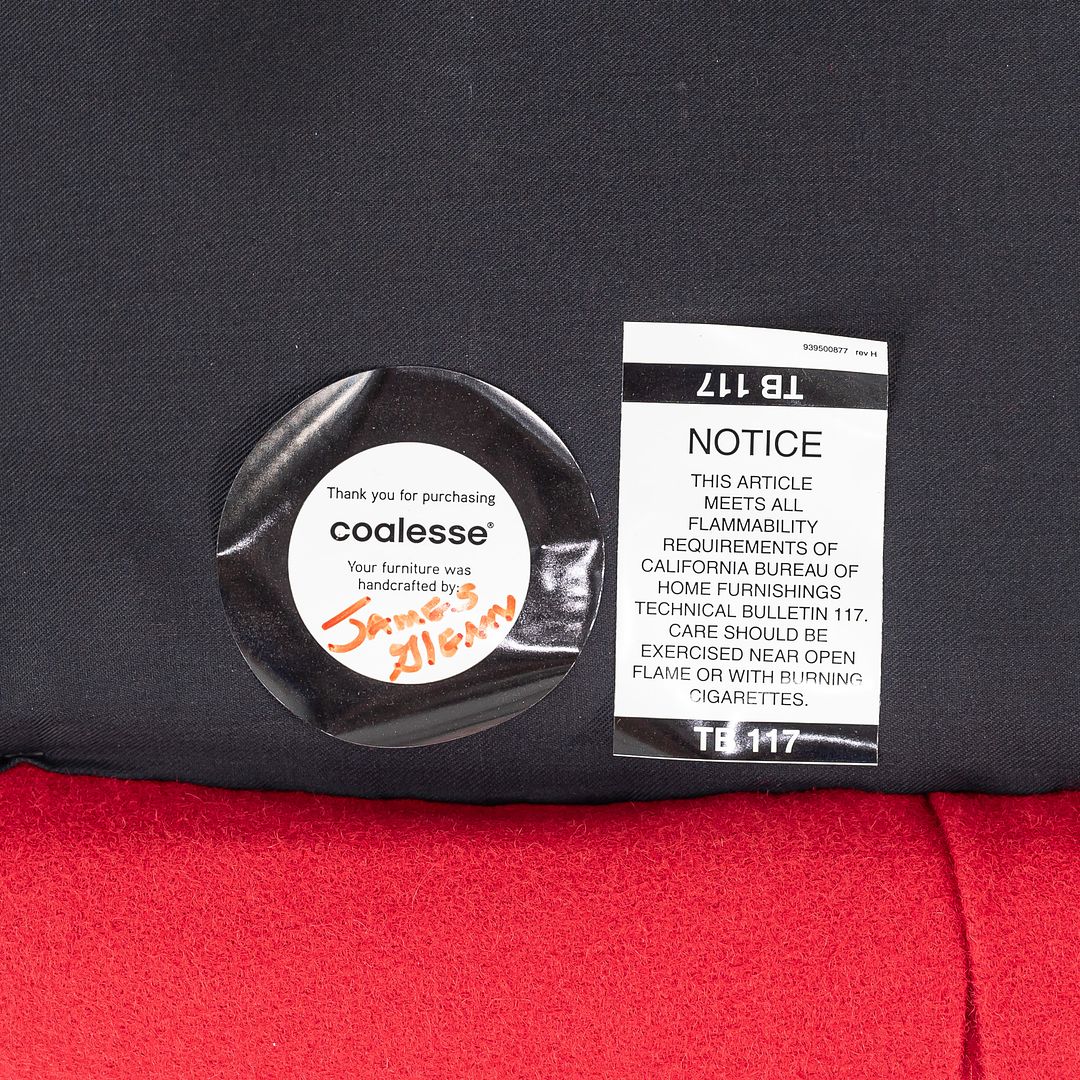 Thank you for purchasing
coalesse®
Your furniture was
handcrafted by:
JAMES
GlENN
939500877 rev H
TB 117
NOTICE
THIS ARTICLE
MEETS ALL
FLAMMABILITY
REQUIREMENTS OF
CALIFORNIA BUREAU OF
HOME FURNISHINGS
TECHNICAL BULLETIN 117.
CARE SHOULD BE
EXERCISED NEAR OPEN
FLAME OR WITH BURNING
CIGARETTES.
TB 117